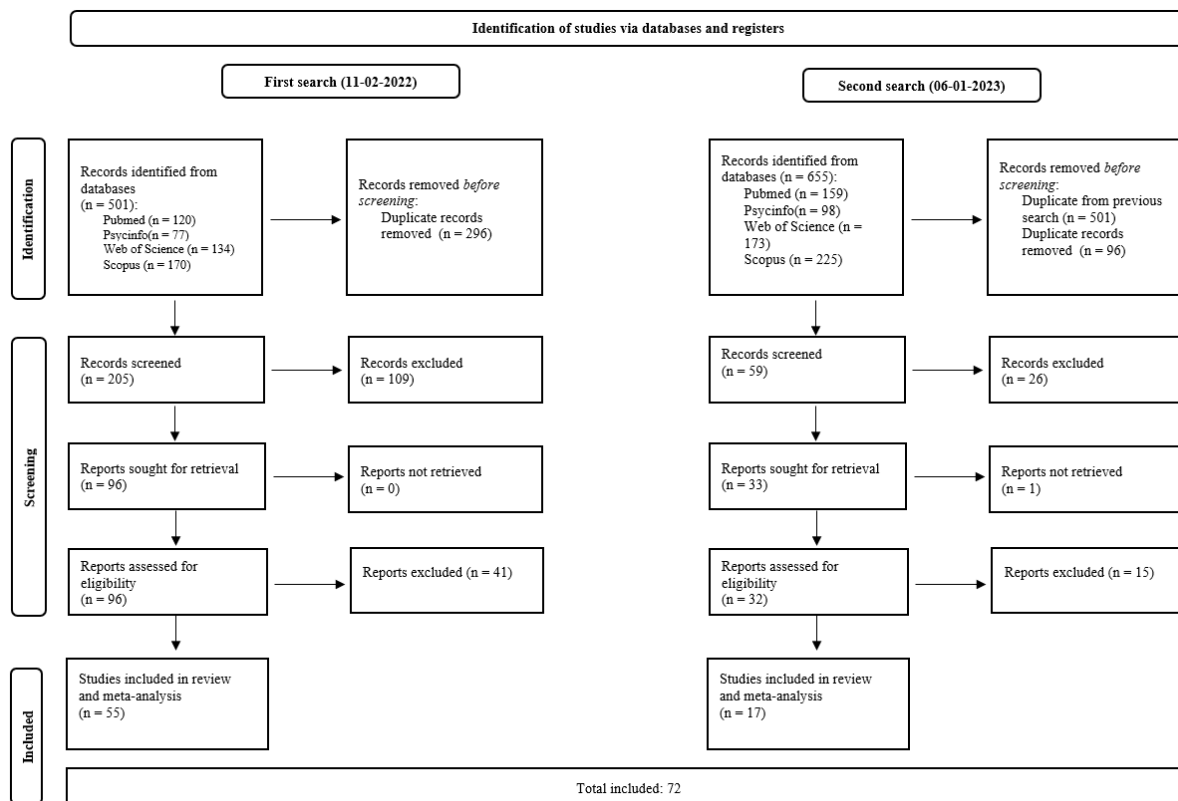 Identification of studies via databases and registers
First search (11-02-2022)
Second search (06-01-2023)
Identification
Records identified from
databases
(n = 501):
Pubmed (n = 120)
Psycinfo(n = 77)
Web of Science (n = 134)
Scopus (n = 170)
Records removed before
screening:
Duplicate records
removed (n = 296)
Records identified from
databases (n = 655):
Pubmed (n = 159)
Psycinfo(n = 98)
Web of Science (n =
173)
Scopus (n = 225)
Records removed before
screening:
Duplicate from previous
search (n = 501)
Duplicate records
removed (n = 96)
Screening
Records screened
(n = 205)
Records excluded
(n = 109)
Records screened
(n = 59)
Records excluded
(n = 26)
Reports sought for retrieval
(n = 96)
Reports not retrieved
(n = 0)
Reports sought for retrieval
(n = 33)
Reports not retrieved
(n = 1)
Reports assessed for
eligibility
(n = 96)
Reports excluded (n = 41)
Reports assessed for
eligibility
(n = 32)
Reports excluded (n = 15)
Included
Studies included in review
and meta-analysis
(n = 55)
Studies included in review
and meta-analysis
(n = 17)
Total included: 72